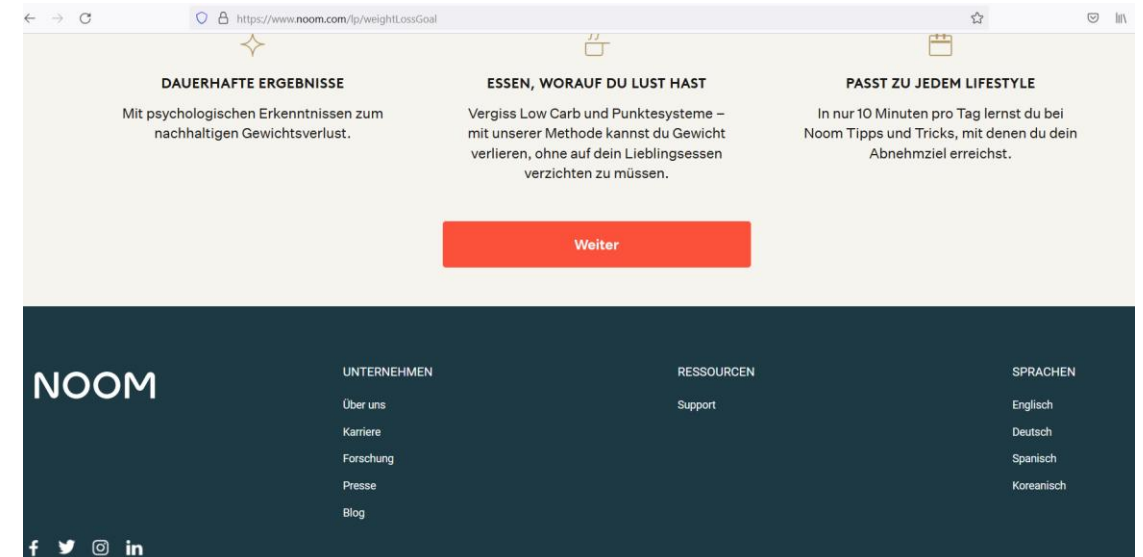 https://www.noom.com/lp/weightLossGoal
DAUERHAFTE ERGEBNISSE
Mit psychologischen Erkenntnissen zum
nachhaltigen Gewichtsverlust.
ESSEN, WORAUF DU LUST HAST
Vergiss Low Carb und Punktesysteme –
mit unserer Methode kannst du Gewicht
verlieren, ohne auf dein Lieblingsessen
verzichten zu müssen.
PASST ZU JEDEM LIFESTYLE
In nur 10 Minuten pro Tag lernst du bei
Noom Tipps und Tricks, mit denen du dein
Abnehmziel erreichst.
Weiter
NOOM
UNTERNEHMEN
Über uns
Karriere
Forschung
Presse
Blog
RESSOURCEN
Support
SPRACHEN
Englisch
Deutsch
Spanisch
Koreanisch